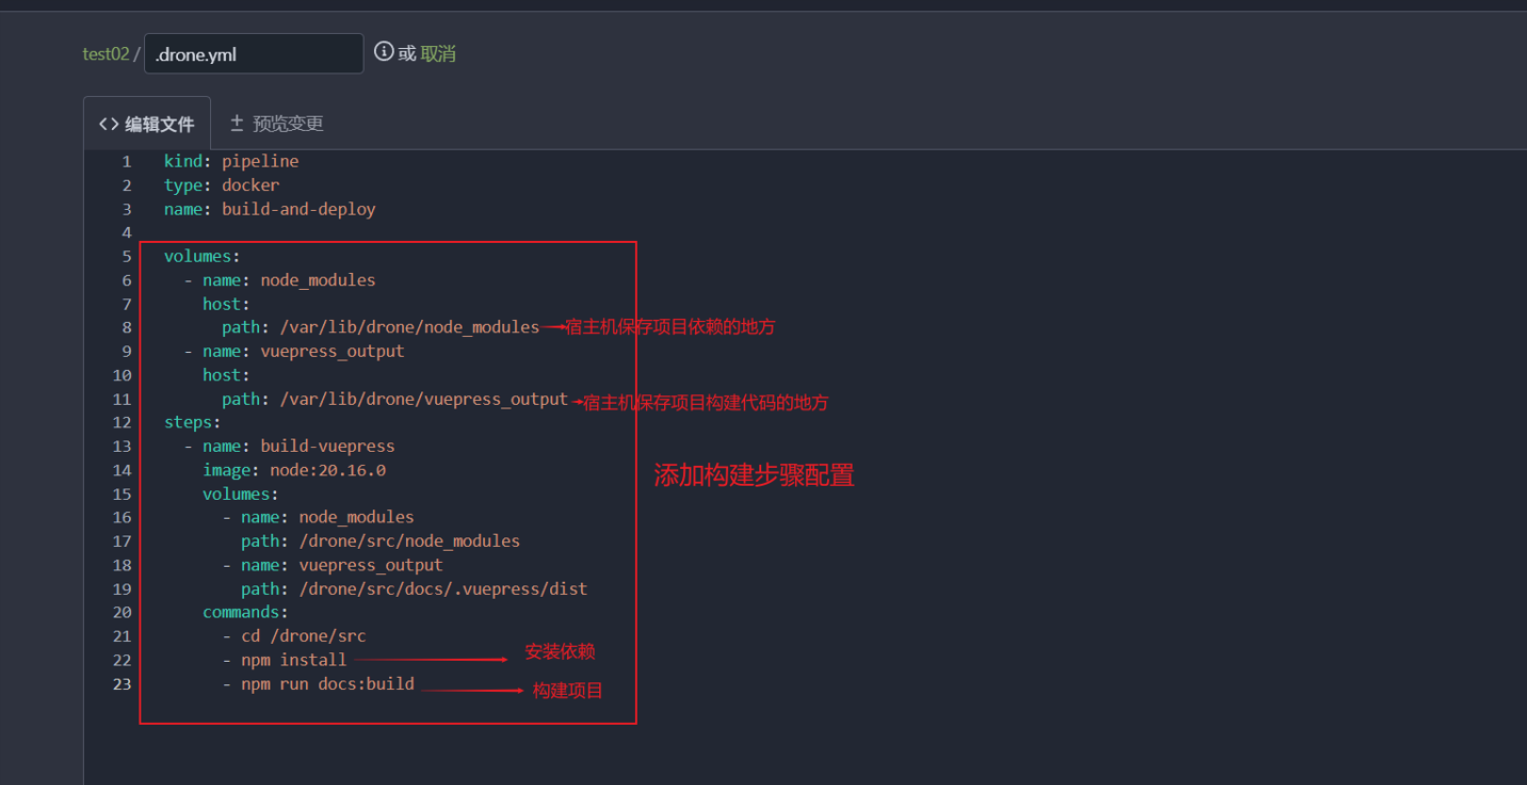 test02 / .drone.yml 或 取消
<> 编辑文件 ± 预览变更
1 kind: pipeline
2 type: docker
3 name: build-and-deploy
4
5 volumes:
6 - name: node_modules
7 host:
8 path: /var/lib/drone/node_modules 宿主机保存项目依赖的地方
9 - name: vuepress_output
10 host:
11 path: /var/lib/drone/vuepress_output 宿主机保存项目构建代码的地方
12 steps:
13 - name: build-vuepress
14 image: node:20.16.0
添加构建步骤配置
15 volumes:
16 - name: node_modules
17 path: /drone/src/node_modules
18 - name: vuepress_output
19 path: /drone/src/docs/.vuepress/dist
20 commands:
21 - cd /drone/src
22 - npm install 安装依赖
23 - npm run docs:build 构建项目